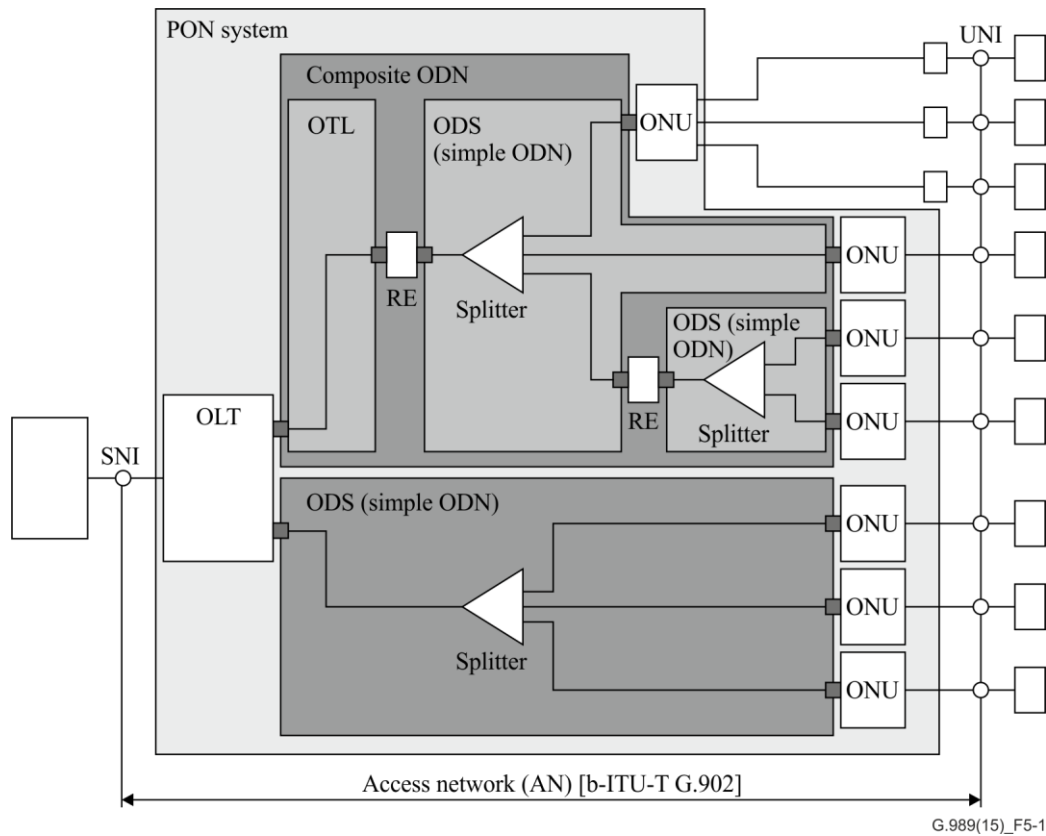 PON system
UNI
Composite ODN
OTL
ODS
(simple ODN)
ONU
ONU
RE
Splitter
ODS (simple
ODN)
ONU
RE
Splitter
ONU
OLT
SNI
ODS (simple ODN)
ONU
ONU
Splitter
ONU
Access network (AN) [b-ITU-T G.902]
G.989(15)_F5-1